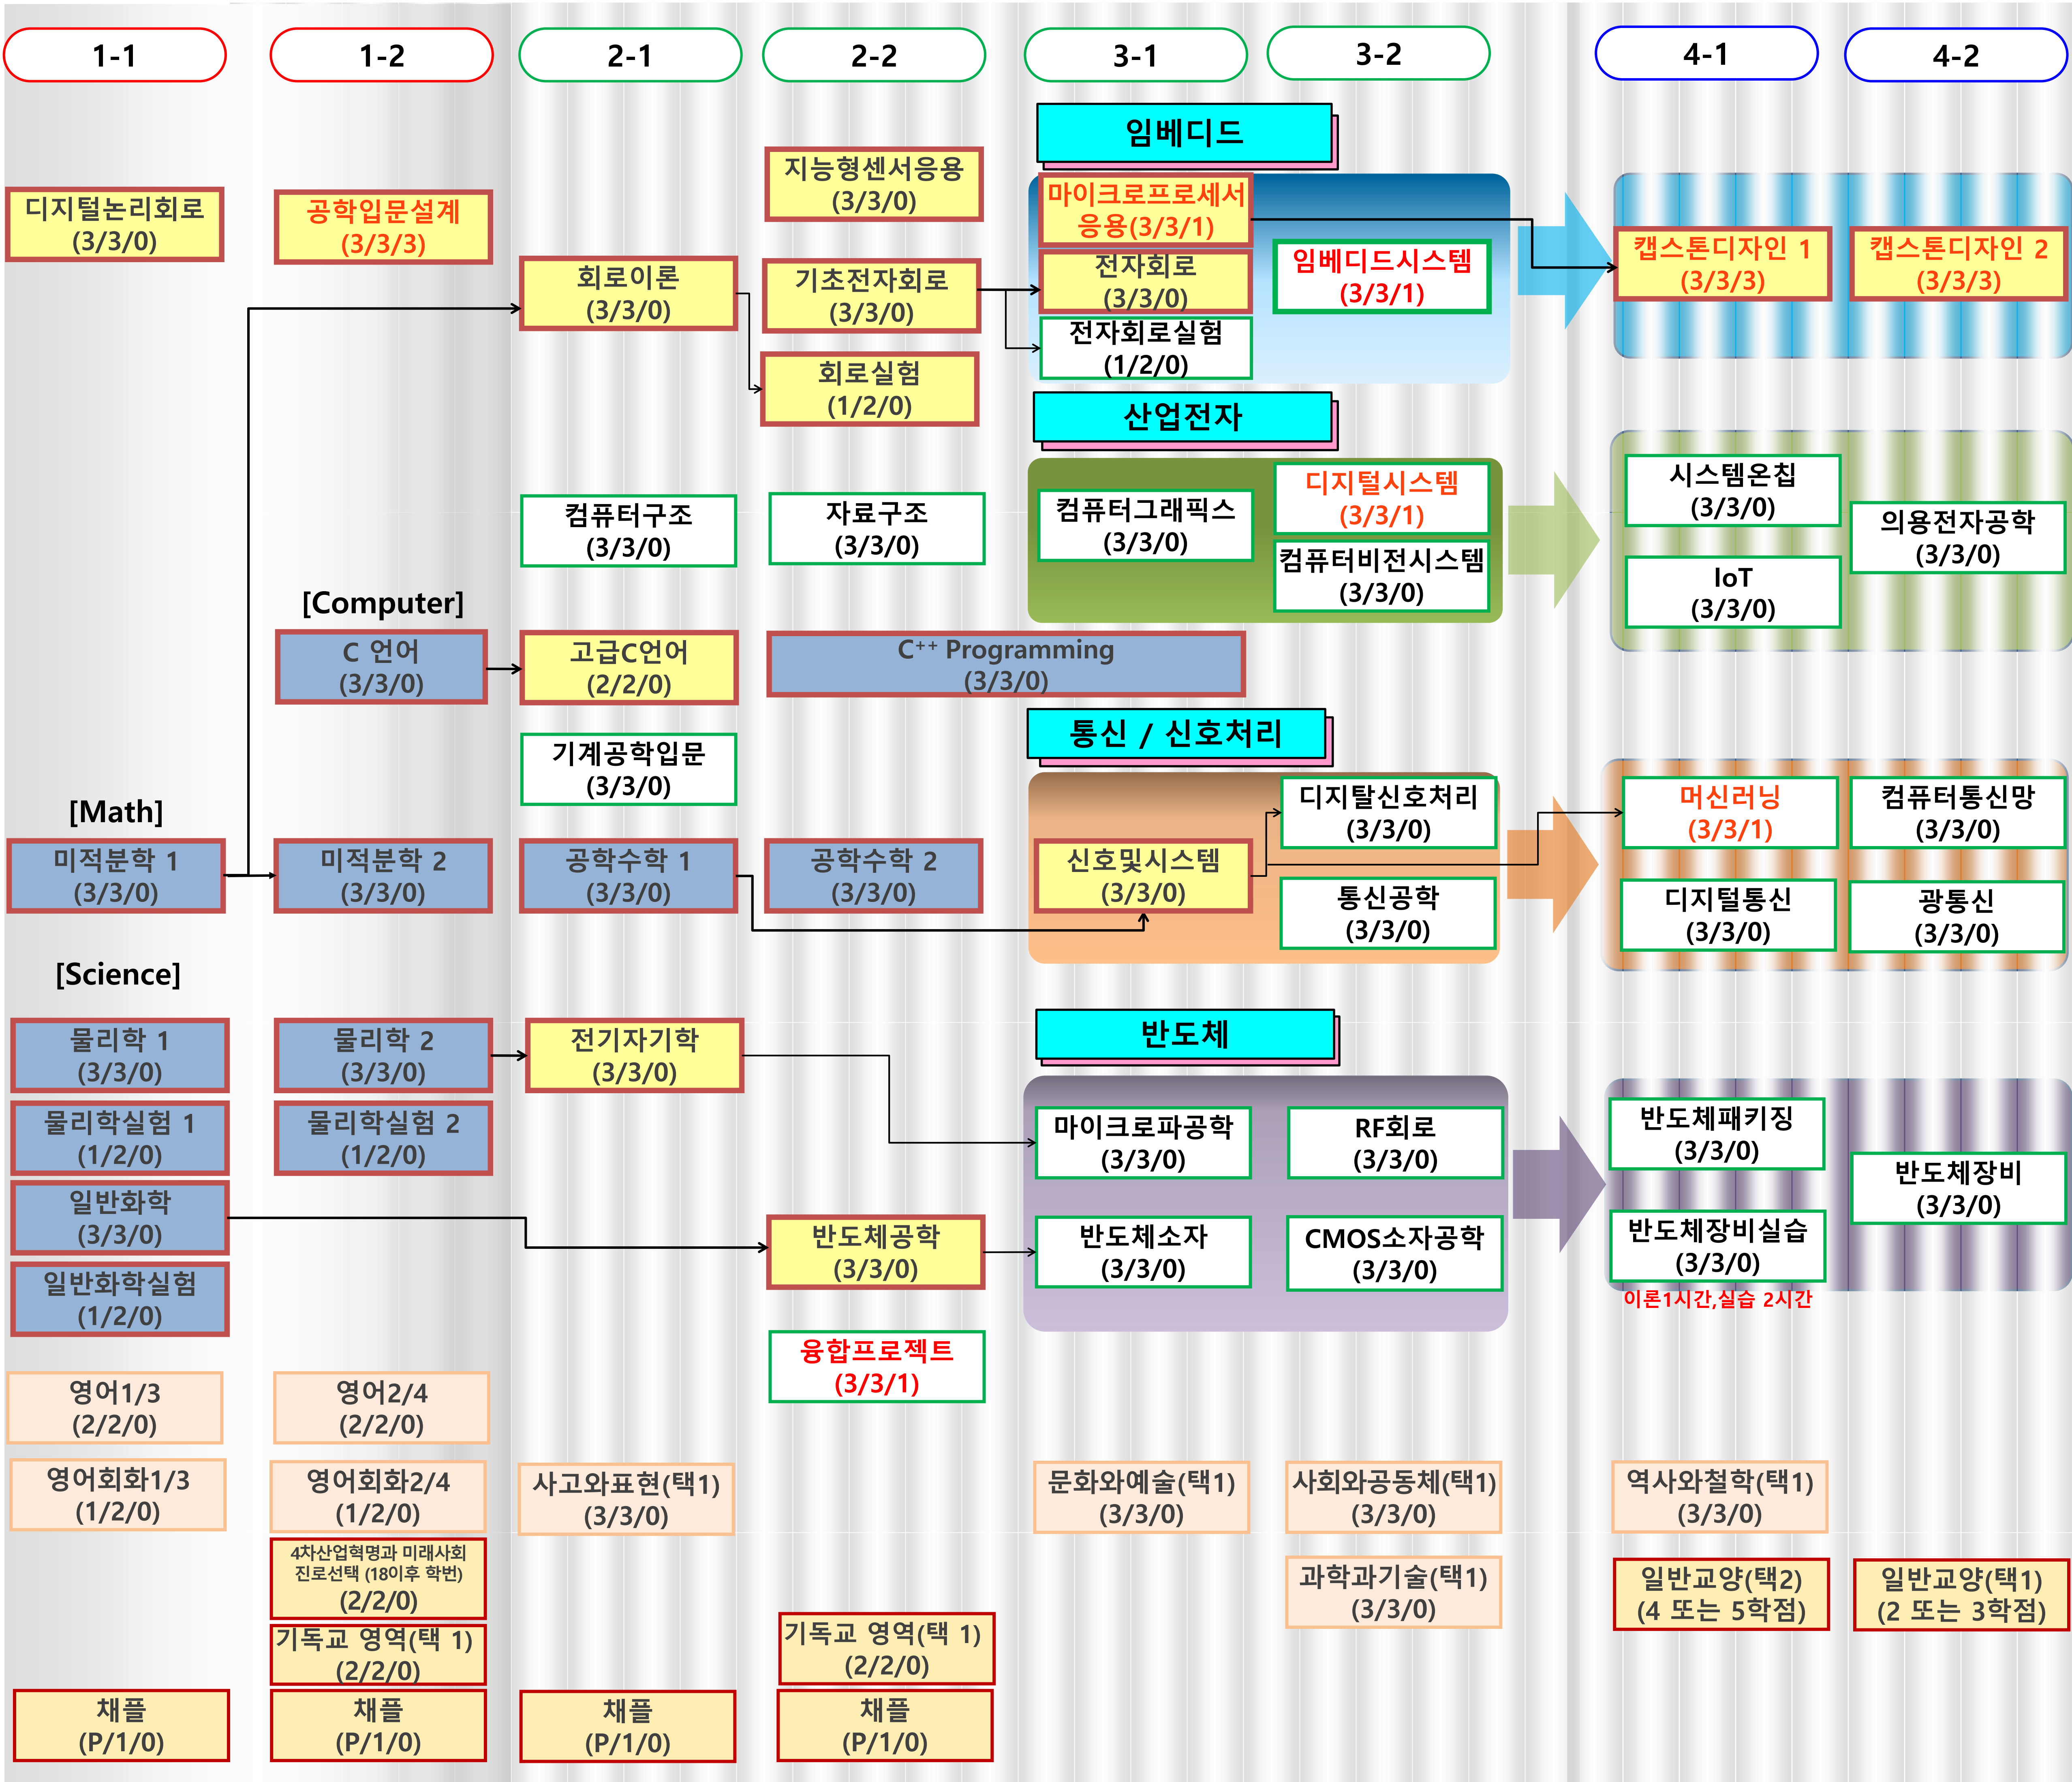 1-1
1-2
2-1
2-2
3-1
3-2
4-1
4-2
임베디드
디지털논리회로
(3/3/0)
공학입문설계
(3/3/3)
회로이론
(3/3/0)
지능형센서응용
(3/3/0)
기초전자회로
(3/3/0)
회로실험
(1/2/0)
마이크로프로세서
응용(3/3/1)
전자회로
(3/3/0)
전자회로실험
(1/2/0)
임베디드시스템
(3/3/1)
캡스톤디자인 1
(3/3/3)
캡스톤디자인 2
(3/3/3)
산업전자
컴퓨터구조
(3/3/0)
자료구조
(3/3/0)
컴퓨터그래픽스
(3/3/0)
디지털시스템
(3/3/1)
컴퓨터비전시스템
(3/3/0)
시스템온칩
(3/3/0)
IoT
(3/3/0)
의용전자공학
(3/3/0)
[Computer]
C 언어
(3/3/0)
고급C언어
(2/2/0)
C++ Programming
(3/3/0)
기계공학입문
(3/3/0)
통신 / 신호처리
[Math]
미적분학 1
(3/3/0)
미적분학 2
(3/3/0)
공학수학 1
(3/3/0)
공학수학 2
(3/3/0)
신호및시스템
(3/3/0)
디지탈신호처리
(3/3/0)
통신공학
(3/3/0)
머신러닝
(3/3/1)
디지털통신
(3/3/0)
컴퓨터통신망
(3/3/0)
광통신
(3/3/0)
[Science]
반도체
물리학 1
(3/3/0)
물리학 2
(3/3/0)
전기자기학
(3/3/0)
물리학실험 1
(1/2/0)
물리학실험 2
(1/2/0)
일반화학
(3/3/0)
일반화학실험
(1/2/0)
반도체공학
(3/3/0)
마이크로파공학
(3/3/0)
RF회로
(3/3/0)
반도체소자
(3/3/0)
CMOS소자공학
(3/3/0)
반도체패키징
(3/3/0)
반도체장비실습
(3/3/0)
이론1시간,실습 2시간
반도체장비
(3/3/0)
융합프로젝트
(3/3/1)
영어1/3
(2/2/0)
영어2/4
(2/2/0)
영어회화1/3
(1/2/0)
영어회화2/4
(1/2/0)
사고와표현(택1)
(3/3/0)
문화와예술(택1)
(3/3/0)
사회와공동체(택1)
(3/3/0)
역사와철학(택1)
(3/3/0)
4차산업혁명과 미래사회
진로선택 (18이후 학번)
(2/2/0)
과학과기술(택1)
(3/3/0)
일반교양(택2)
(4 또는 5학점)
일반교양(택1)
(2 또는 3학점)
기독교 영역(택 1)
(2/2/0)
기독교 영역(택 1)
(2/2/0)
채플
(P/1/0)
채플
(P/1/0)
채플
(P/1/0)
채플
(P/1/0)